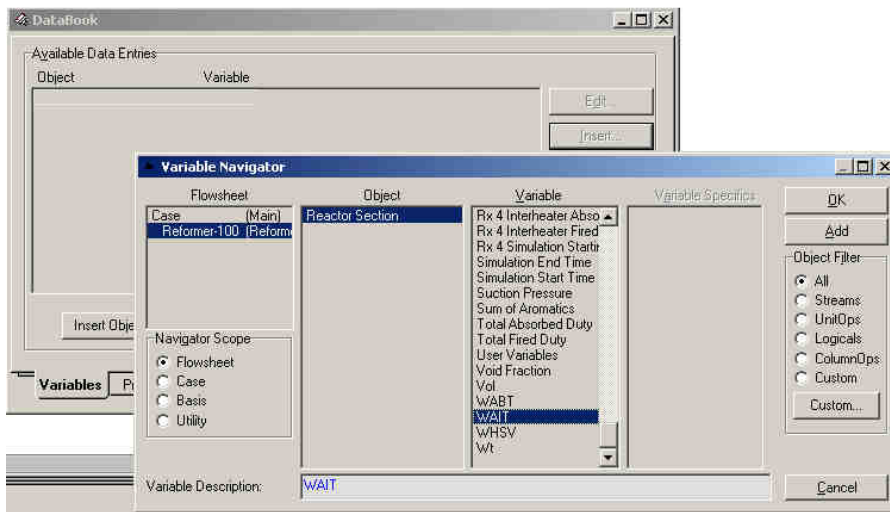 DataBook
Available Data Entries
Object Variable
Edit...
Insert...
Variable Navigator
Flowsheet Object Variable Variable Specifics
OK
Case (Main)
Reformer-100 (Reforme
Reactor Section
Rx 4 Interheater Abso
Rx 4 Interheater Fired
Rx 4 Simulation Startir
Simulation End Time
Simulation Start Time
Suction Pressure
Sum of Aromatics
Total Absorbed Duty
Total Fired Duty
User Variables
Void Fraction
Vol
WABT
WAIT
WHSV
Wt
Add
Object Filter
All
Streams
UnitOps
Logicals
ColumnOps
Custom
Custom...
Insert Obje
Navigator Scope
Flowsheet
Case
Basis
Utility
Variables
Variable Description: WAIT
Cancel